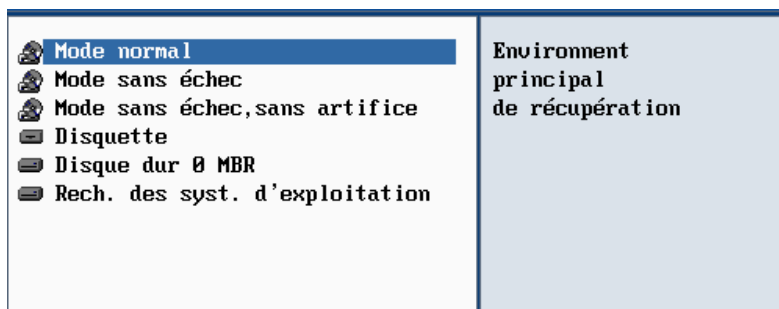 Mode normal
Mode sans échec
Mode sans échec,sans artifice
Disquette
Disque dur 0 MBR
Rech. des syst. d'exploitation
Environment
principal
de récupération